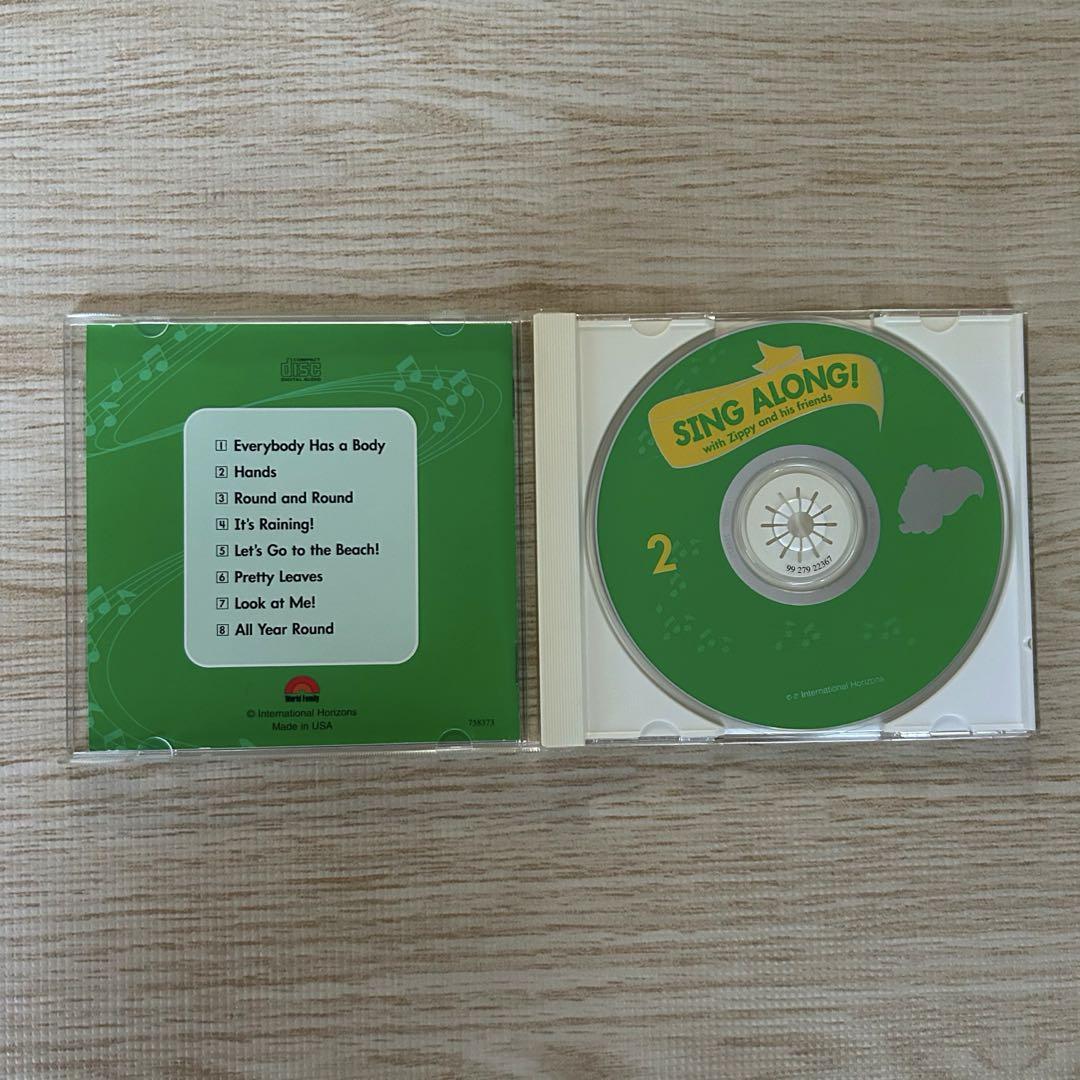 COMPACT
disc
DIGITAL AUDIO
1 Everybody Has a Body
2 Hands
3 Round and Round
4 It's Raining!
5 Let's Go to the Beach!
6 Pretty Leaves
7 Look at Me!
8 All Year Round
World Family
© International Horizons
Made in USA
758373
SING ALONG!
with Zippy and his friends
2
99 279 22367
©℗ International Horizons